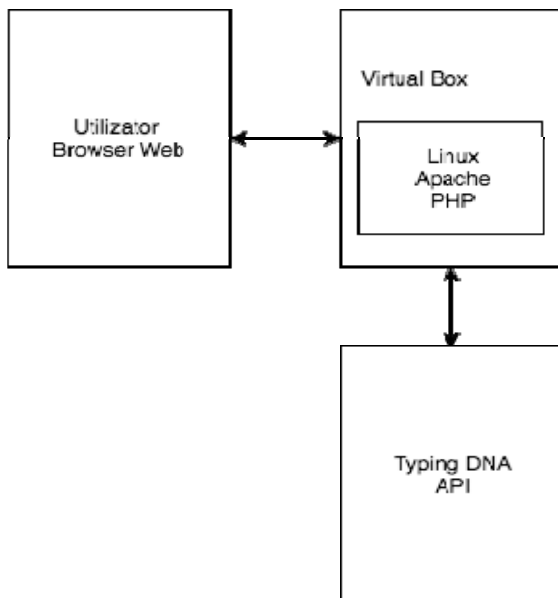 Utilizator
Browser Web
Virtual Box
Linux
Apache
PHP
Typing DNA
API